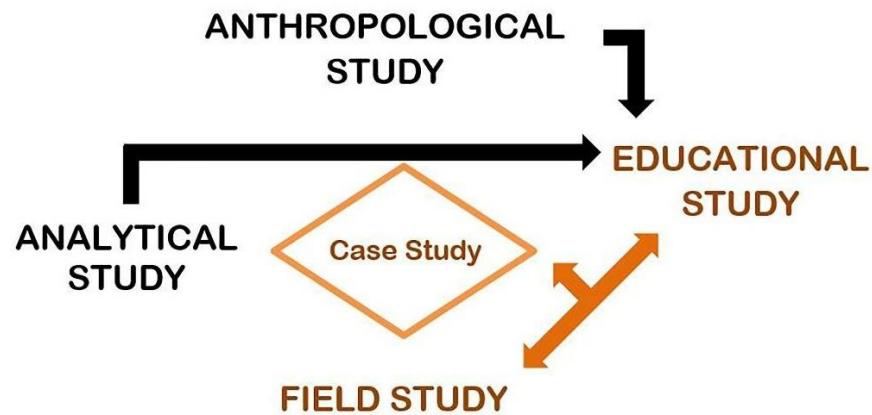 ANTHROPOLOGICAL
STUDY
EDUCATIONAL
STUDY
ANALYTICAL
STUDY
Case Study
FIELD STUDY